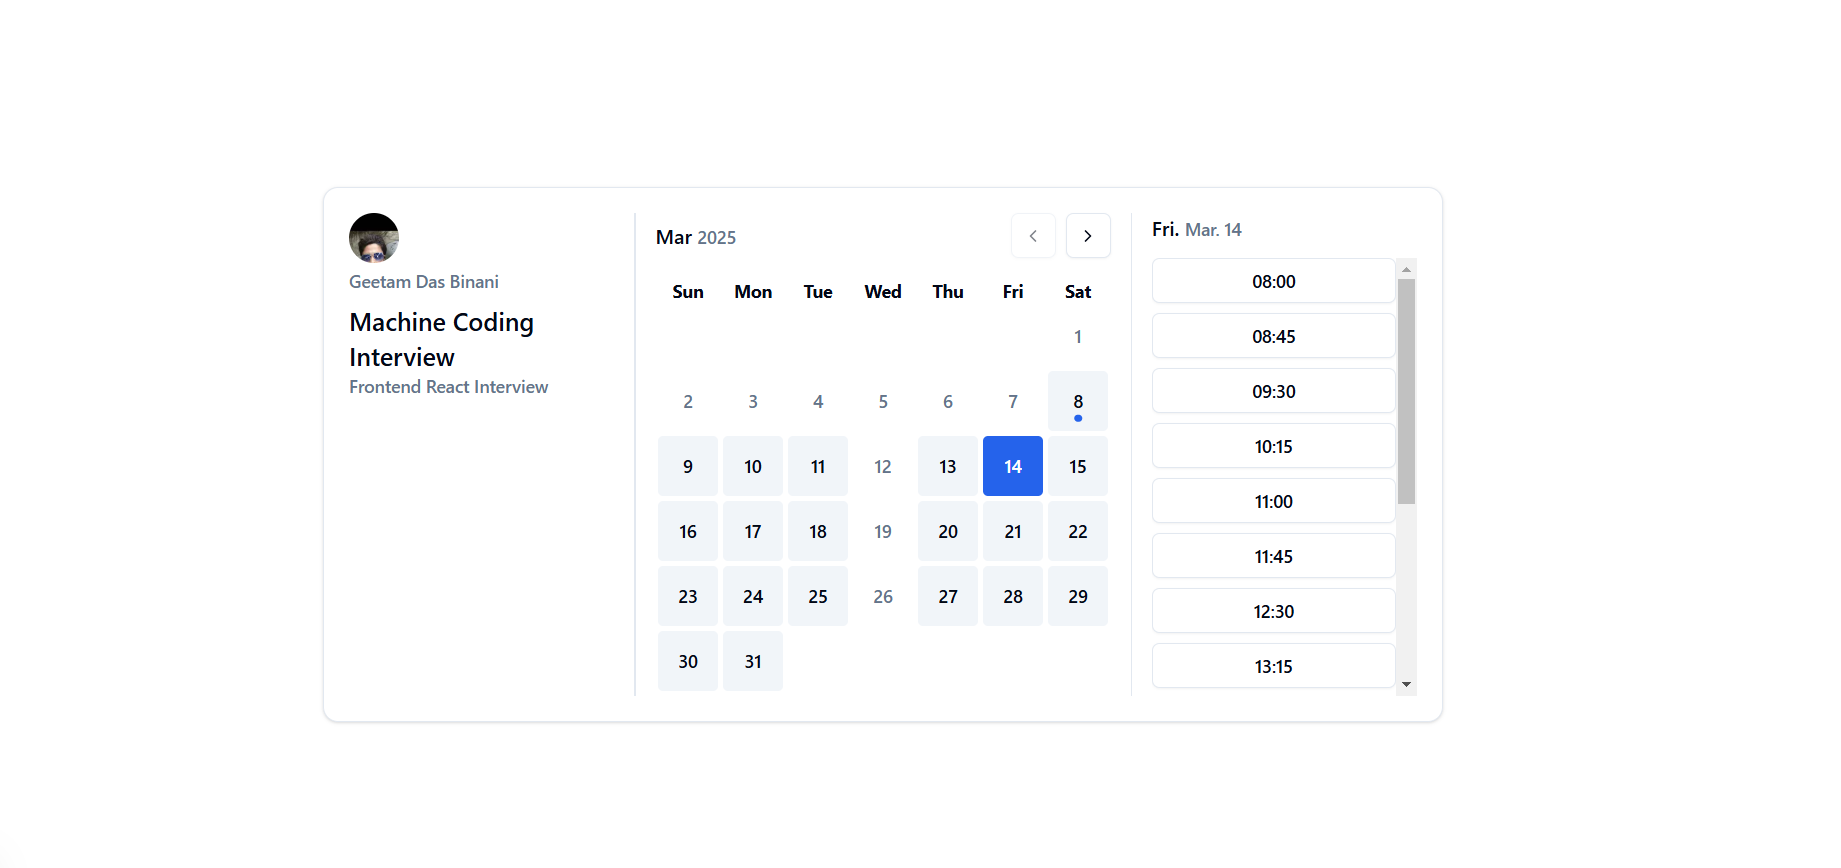 Geetam Das Binani
Machine Coding
Interview
Frontend React Interview
Mar 2025
Sun Mon Tue Wed Thu Fri Sat
1
2 3 4 5 6 7 8
9 10 11 12 13 14 15
16 17 18 19 20 21 22
23 24 25 26 27 28 29
30 31
Fri. Mar. 14
08:00
08:45
09:30
10:15
11:00
11:45
12:30
13:15